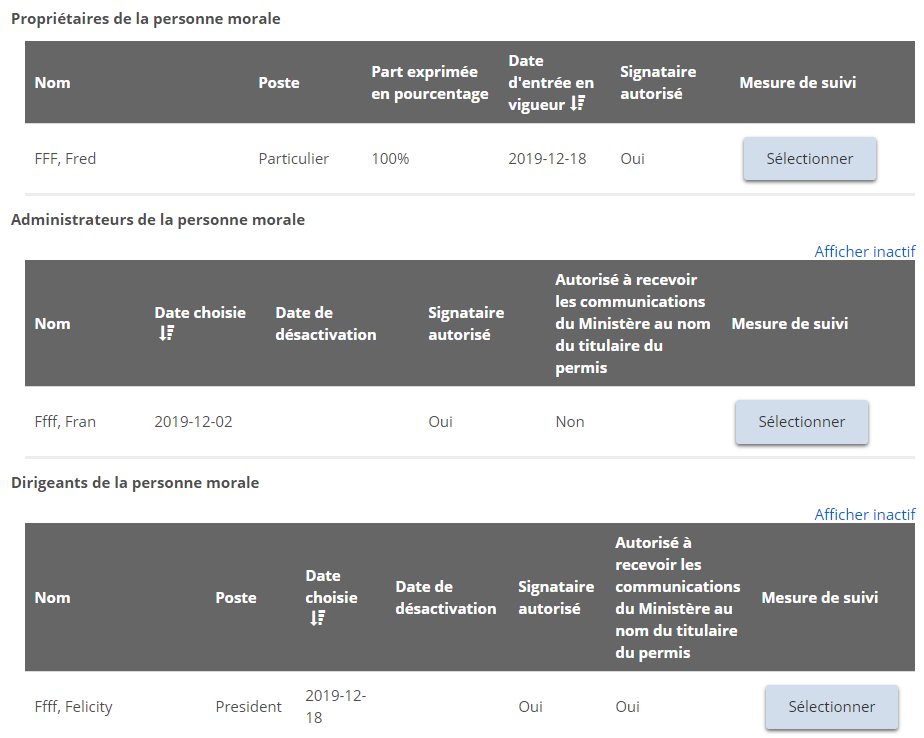 Propriétaires de la personne morale
Nom Poste Part exprimée en pourcentage Date d'entrée en vigueur Signataire autorisé Mesure de suivi
FFF, Fred Particulier 100% 2019-12-18 Oui Sélectionner
Administrateurs de la personne morale
Afficher inactif
Nom Date choisie Date de désactivation Signataire autorisé Autorisé à recevoir les communications du Ministère au nom du titulaire du permis Mesure de suivi
Ffff, Fran 2019-12-02 Oui Non Sélectionner
Dirigeants de la personne morale
Afficher inactif
Nom Poste Date choisie Date de désactivation Signataire autorisé Autorisé à recevoir les communications du Ministère au nom du titulaire du permis Mesure de suivi
Ffff, Felicity President 2019-12-18 Oui Oui Sélectionner